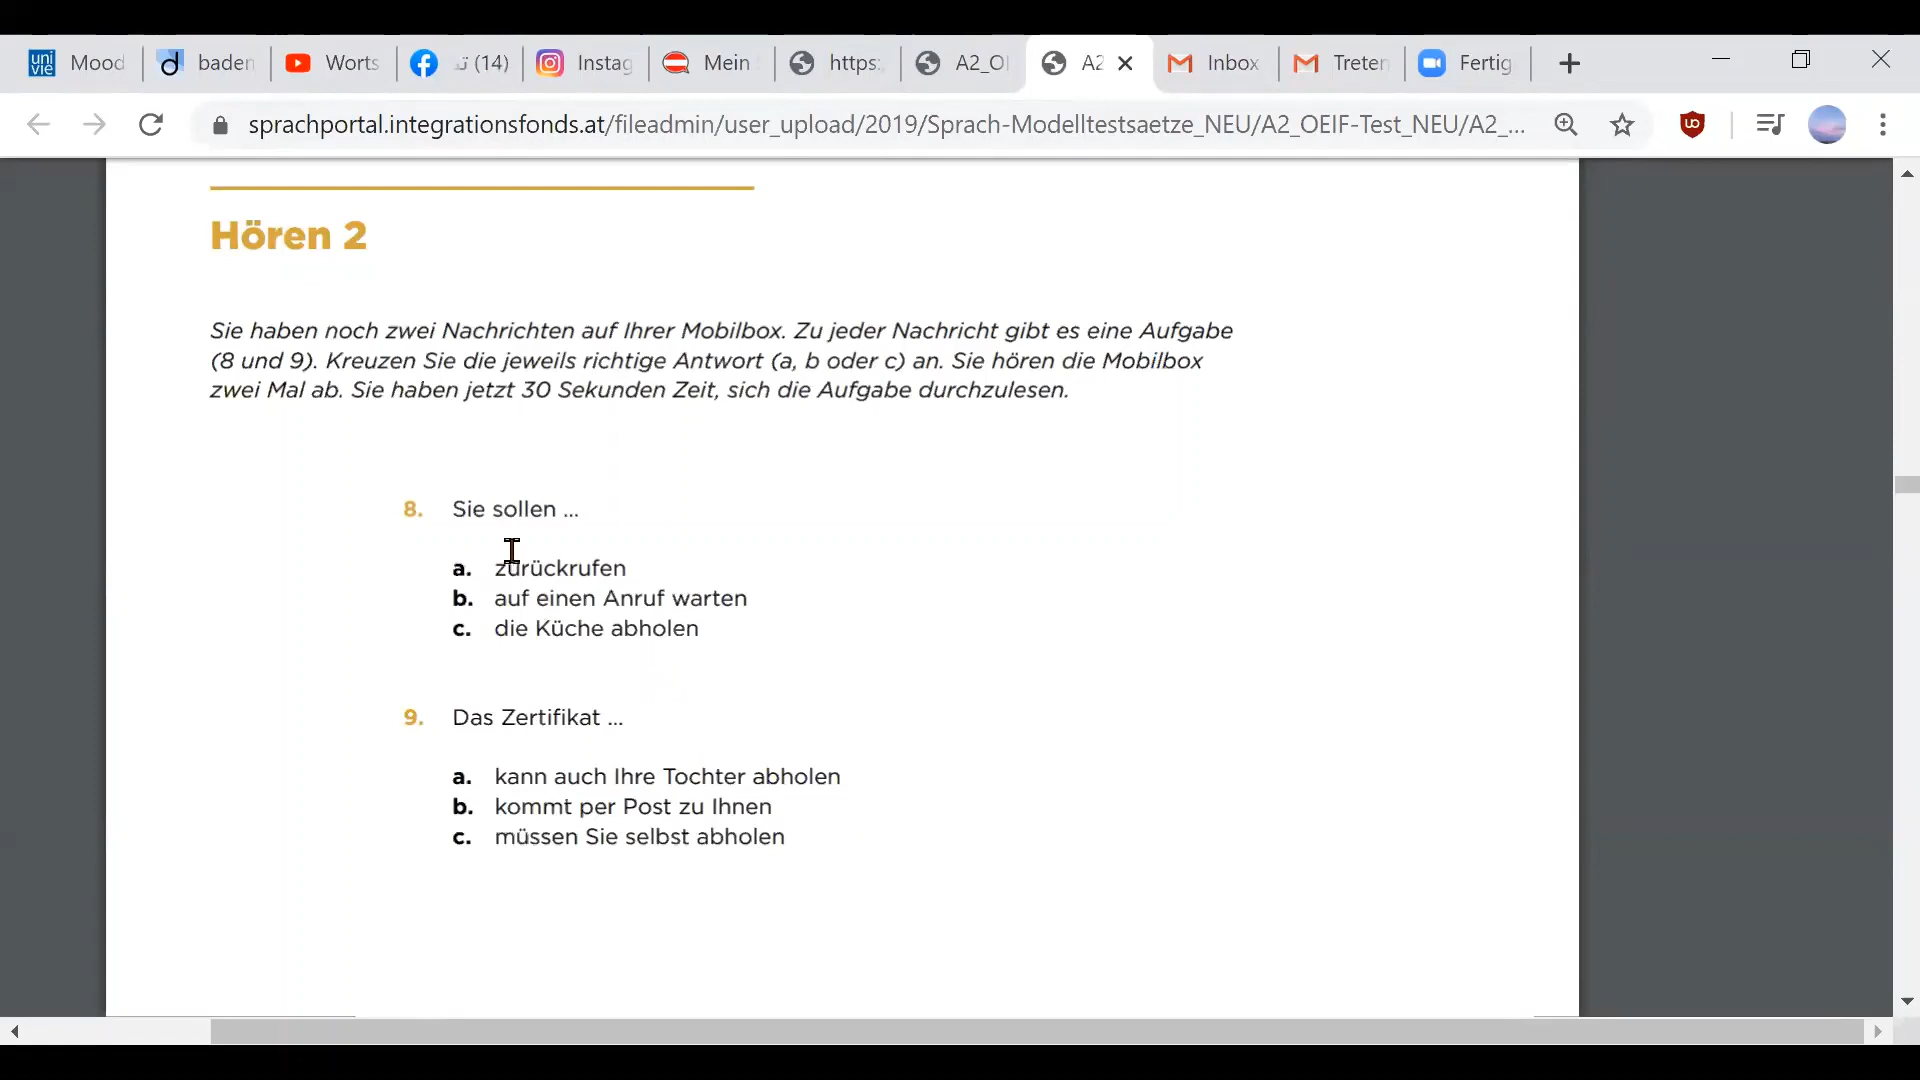 Mood
baden
Worts
(14)
Instag
Mein
https:
A2_O
A2
Inbox
Treten
Fertig
sprachportal.integrationsfonds.at/fileadmin/user_upload/2019/Sprach-Modelltestsaetze_NEU/A2_OEIF-Test_NEU/A2_...
Hören 2
Sie haben noch zwei Nachrichten auf Ihrer Mobilbox. Zu jeder Nachricht gibt es eine Aufgabe
(8 und 9). Kreuzen Sie die jeweils richtige Antwort (a, b oder c) an. Sie hören die Mobilbox
zwei Mal ab. Sie haben jetzt 30 Sekunden Zeit, sich die Aufgabe durchzulesen.
8. Sie sollen ...
a. zurückrufen
b. auf einen Anruf warten
c. die Küche abholen
9. Das Zertifikat ...
a. kann auch Ihre Tochter abholen
b. kommt per Post zu Ihnen
c. müssen Sie selbst abholen